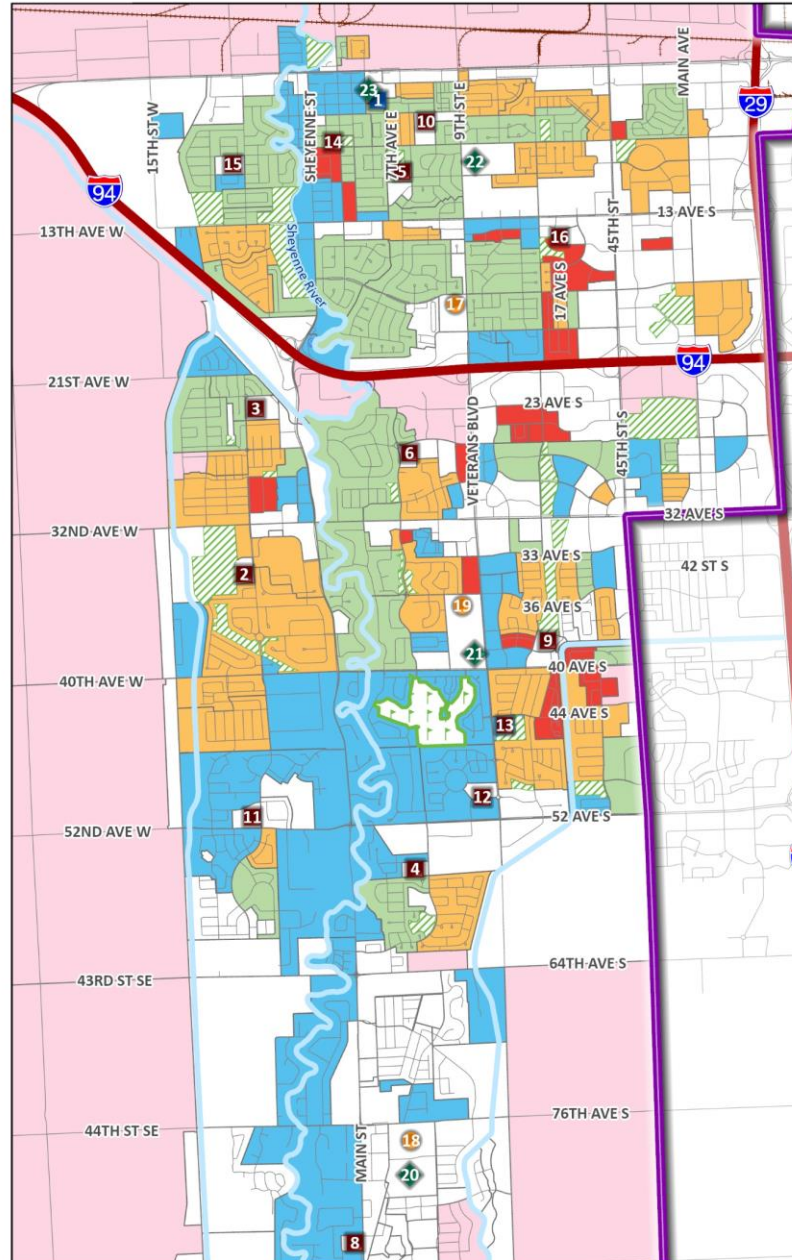 MAIN AVE
15TH ST W
SHEYENNE ST
7TH AVE E
9TH ST E
23
1
29
10
14
15
5
22
94
45TH ST
13 AVE S
13TH AVE W
Sheyenne River
16
17 AVE S
17
94
21ST AVE W
3
VETERANS BLVD
23 AVE S
6
45TH ST S
32ND AVE W
32 AVE S
33 AVE S
42 ST S
2
19
36 AVE S
9
21
40 AVE S
40TH AVE W
44 AVE S
13
12
11
52 AVE S
52ND AVE W
4
64TH AVE S
43RD ST SE
76TH AVE S
44TH ST SE
MAIN ST
18
20
8